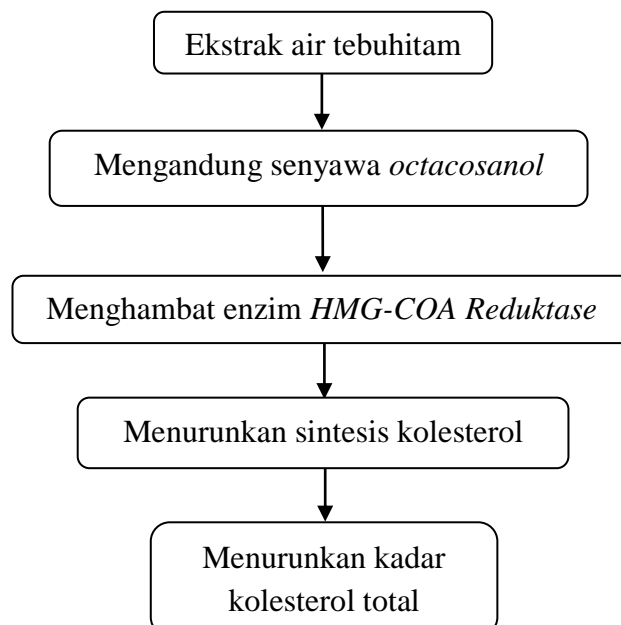 Ekstrak air tebuhitam
Mengandung senyawa octacosanol
Menghambat enzim HMG-COA Reduktase
Menurunkan sintesis kolesterol
Menurunkan kadar
kolesterol total